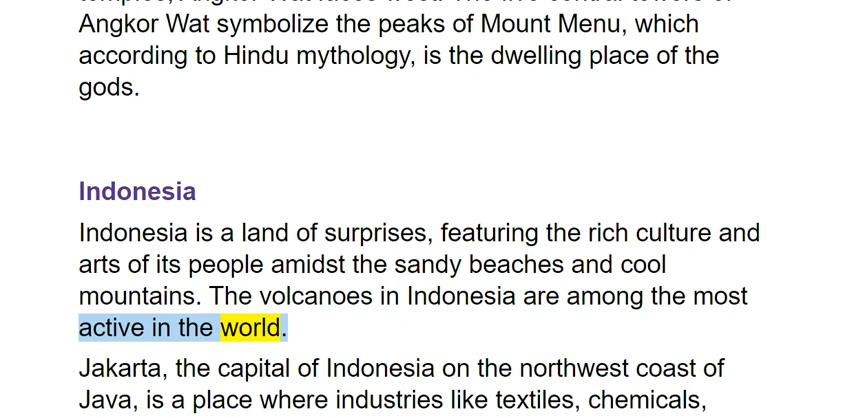 Angkor Wat symbolize the peaks of Mount Menu, which
according to Hindu mythology, is the dwelling place of the
gods.
Indonesia
Indonesia is a land of surprises, featuring the rich culture and
arts of its people amidst the sandy beaches and cool
mountains. The volcanoes in Indonesia are among the most
active in the world.
Jakarta, the capital of Indonesia on the northwest coast of
Java, is a place where industries like textiles, chemicals,